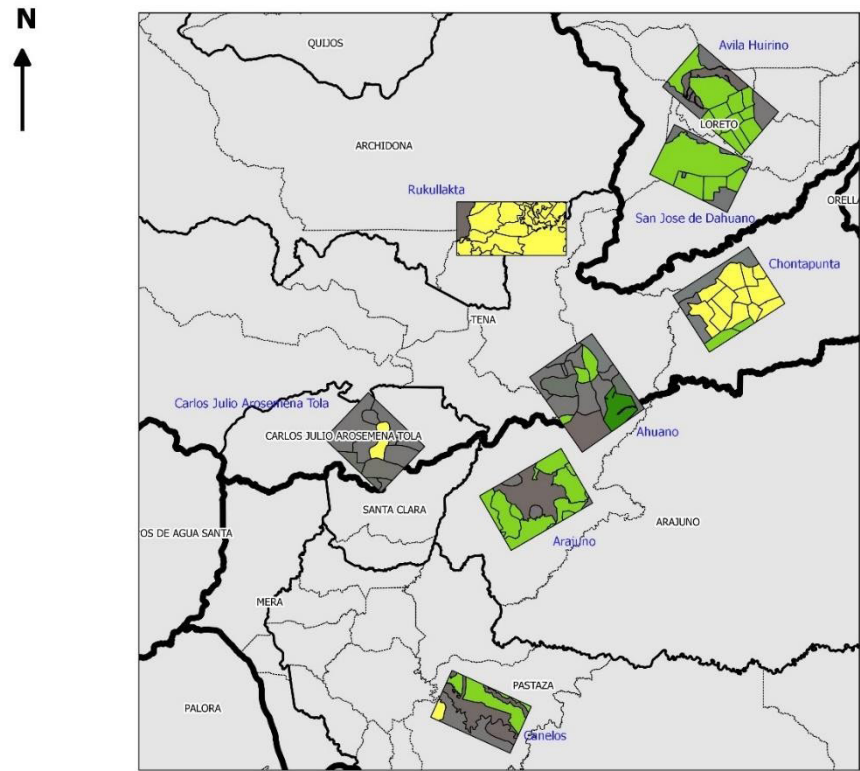 N
QUIJOS
Avila Huirino
LORETO
ARCHIDONA
Rukullakta
ORELLA
San Jose de Dahuano
Chontapunta
TENA
Carlos Julio Arosemena Tola
CARLOS JULIO AROSEMENA TOLA
Ahuano
SANTA CLARA
ARAJUNO
OS DE AGUA SANTA
Arajuno
MERA
PASTAZA
PALORA
Canelos